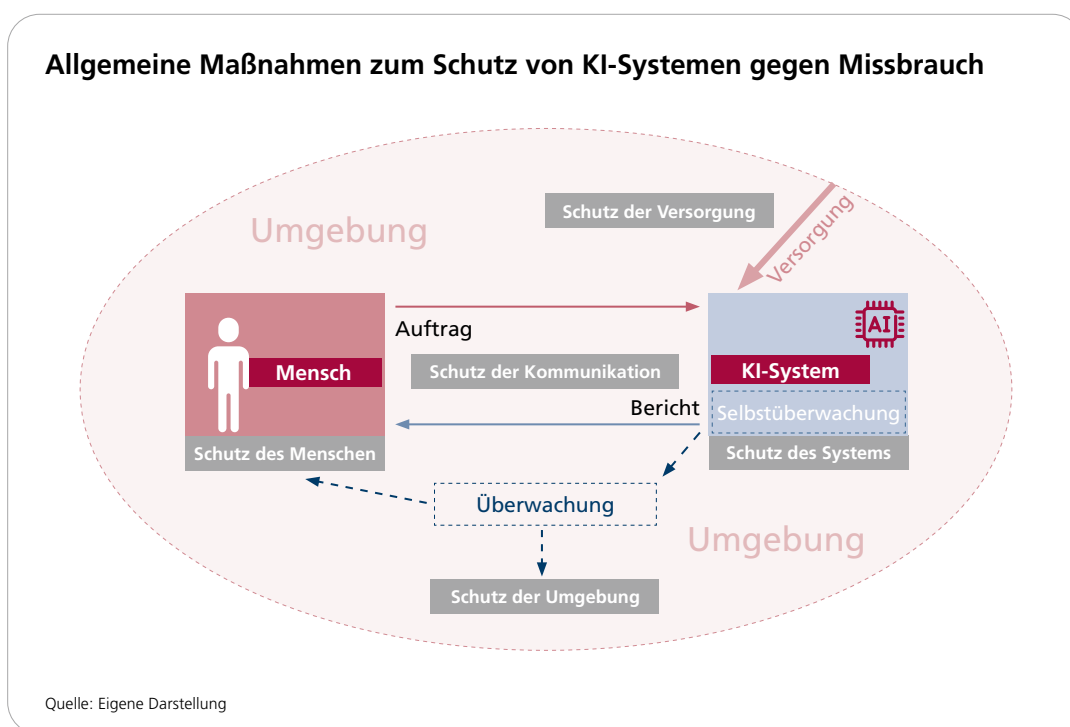 Allgemeine Maßnahmen zum Schutz von KI-Systemen gegen Missbrauch
Schutz der Versorgung
Versorgung
Umgebung
AI
Auftrag
Mensch
Schutz der Kommunikation
KI-System
Bericht
Selbstüberwachung
Schutz des Menschen
Schutz des Systems
Überwachung
Umgebung
Schutz der Umgebung
Quelle: Eigene Darstellung